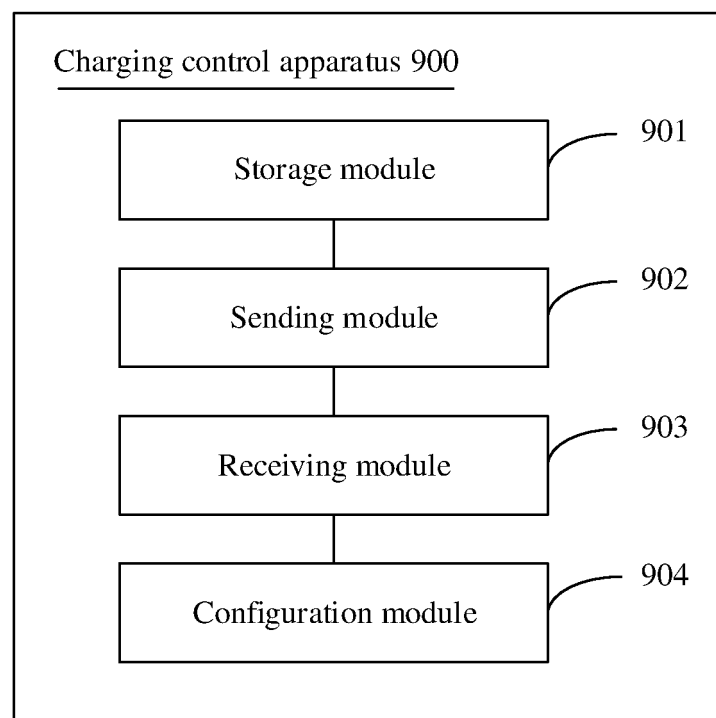 Charging control apparatus 900
901
Storage module
902
Sending module
903
Receiving module
904
Configuration module